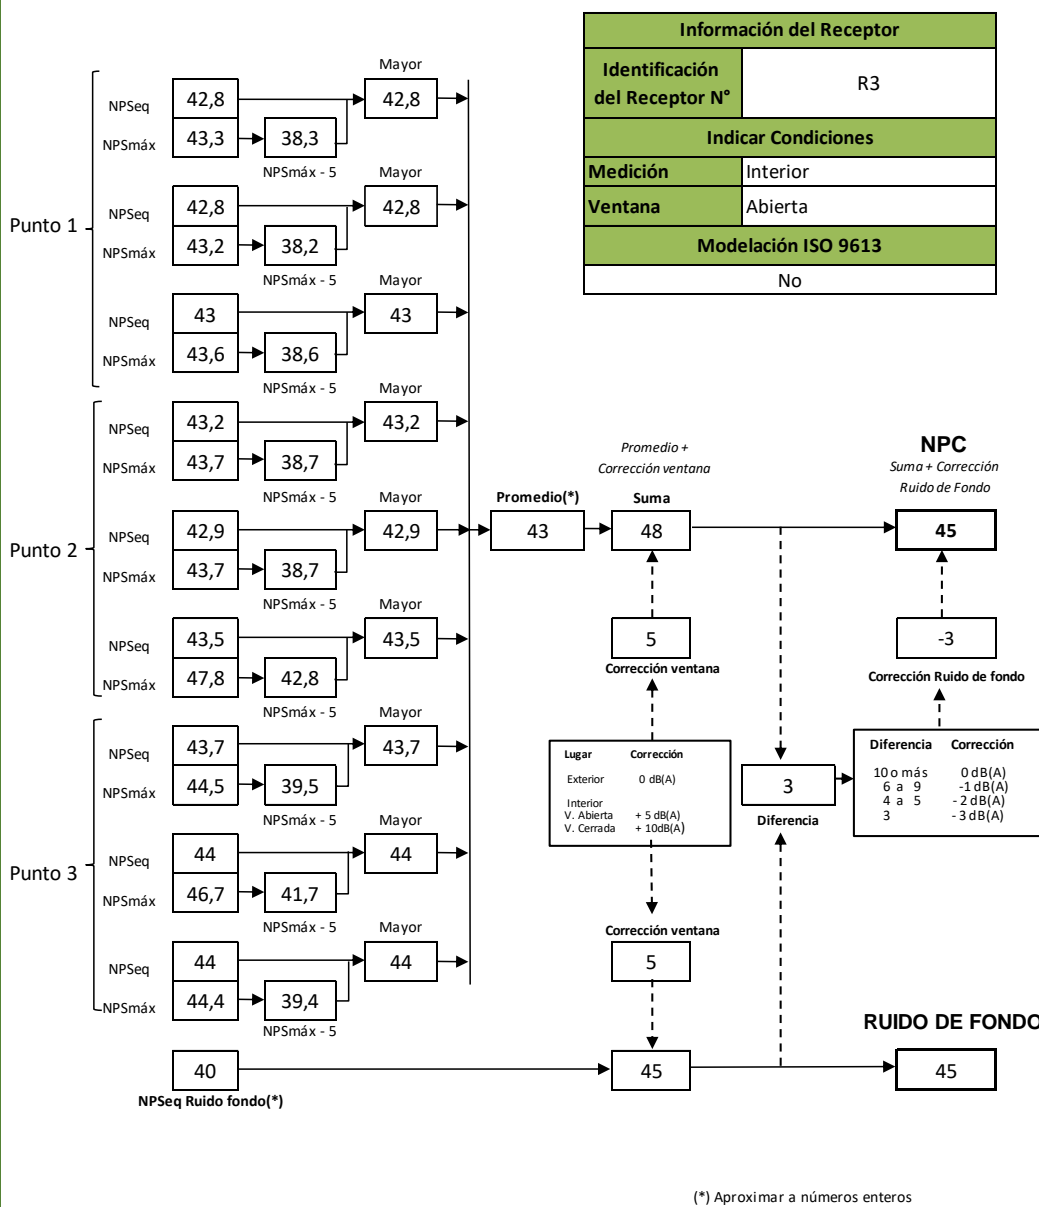 Información del Receptor
Identificación del Receptor N° R3
Indicar Condiciones
Medición Interior
Ventana Abierta
Modelación ISO 9613
No
Punto 1
Mayor
NPSeq 42,8 42,8
NPSmáx 43,3 38,3
NPSmáx - 5
Mayor
NPSeq 42,8 42,8
NPSmáx 43,2 38,2
NPSmáx - 5
Mayor
NPSeq 43 43
NPSmáx 43,6 38,6
NPSmáx - 5
Punto 2
Mayor
NPSeq 43,2 43,2
NPSmáx 43,7 38,7
NPSmáx - 5
Mayor
NPSeq 42,9 42,9
NPSmáx 43,7 38,7
NPSmáx - 5
Mayor
NPSeq 43,5 43,5
NPSmáx 47,8 42,8
NPSmáx - 5
Punto 3
Mayor
NPSeq 43,7 43,7
NPSmáx 44,5 39,5
NPSmáx - 5
Mayor
NPSeq 44 44
NPSmáx 46,7 41,7
NPSmáx - 5
Mayor
NPSeq 44 44
NPSmáx 44,4 39,4
NPSmáx - 5
40
NPSeq Ruido fondo(*)
Promedio(*)
43
Promedio +
Corrección ventana
Suma
48
5
Corrección ventana
Lugar Corrección
Exterior 0 dB(A)
Interior
V. Abierta + 5 dB(A)
V. Cerrada + 10dB(A)
Corrección ventana
5
45
3
Diferencia
NPC
Suma + Corrección
Ruido de Fondo
45
-3
Corrección Ruido de fondo
Diferencia Corrección
10 o más 0 dB(A)
6 a 9 -1 dB(A)
4 a 5 - 2 dB(A)
3 - 3 dB(A)
RUIDO DE FONDO
45
(*) Aproximar a números enteros